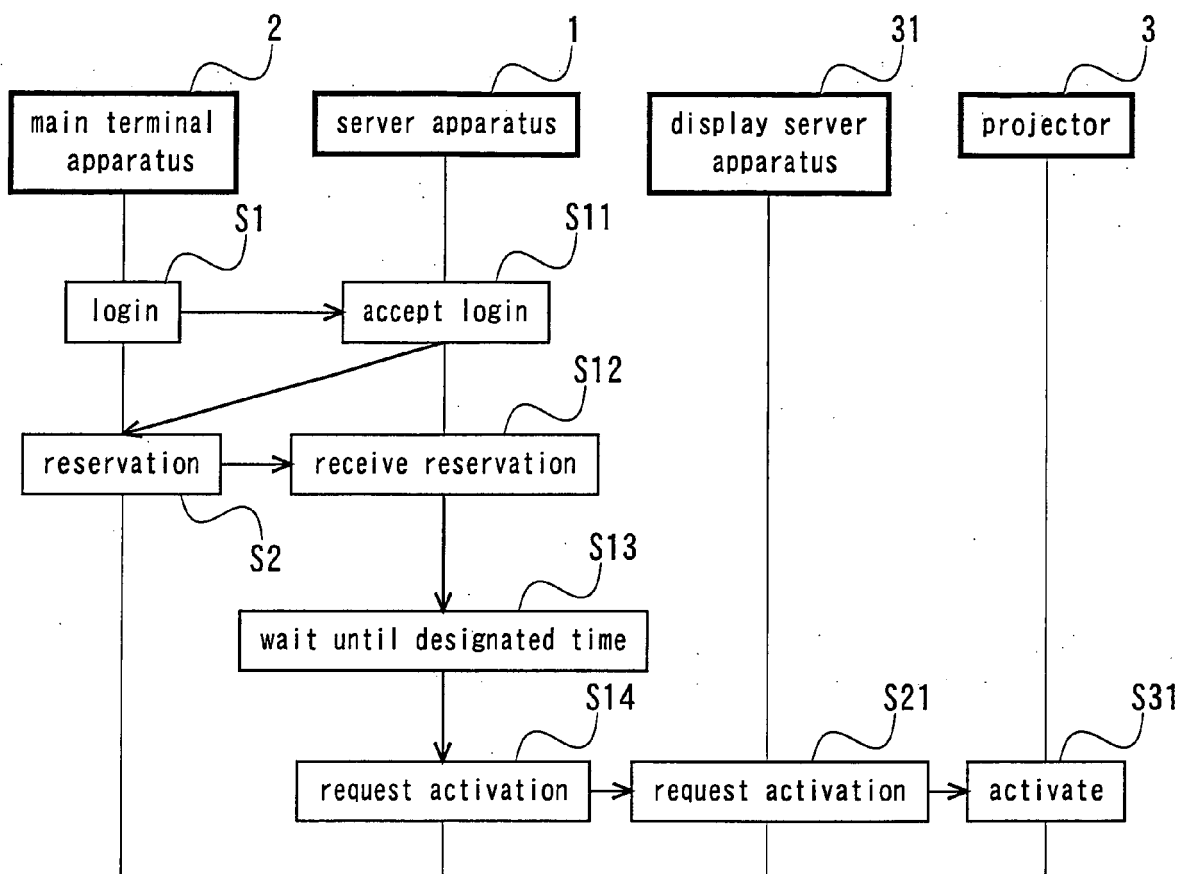 2
1
31
3
main terminal
apparatus
server apparatus
display server
apparatus
projector
S1
S11
login
accept login
S12
reservation
receive reservation
S2
S13
wait until designated time
S14
S21
S31
request activation
request activation
activate